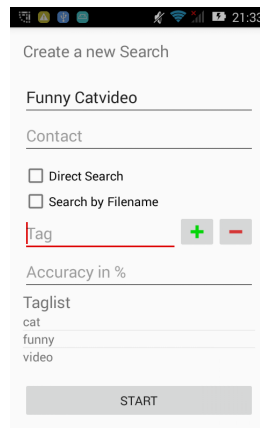 21:33
Create a new Search
Funny Catvideo
Contact
Direct Search
Search by Filename
Tag
Accuracy in %
Taglist
cat
funny
video
START